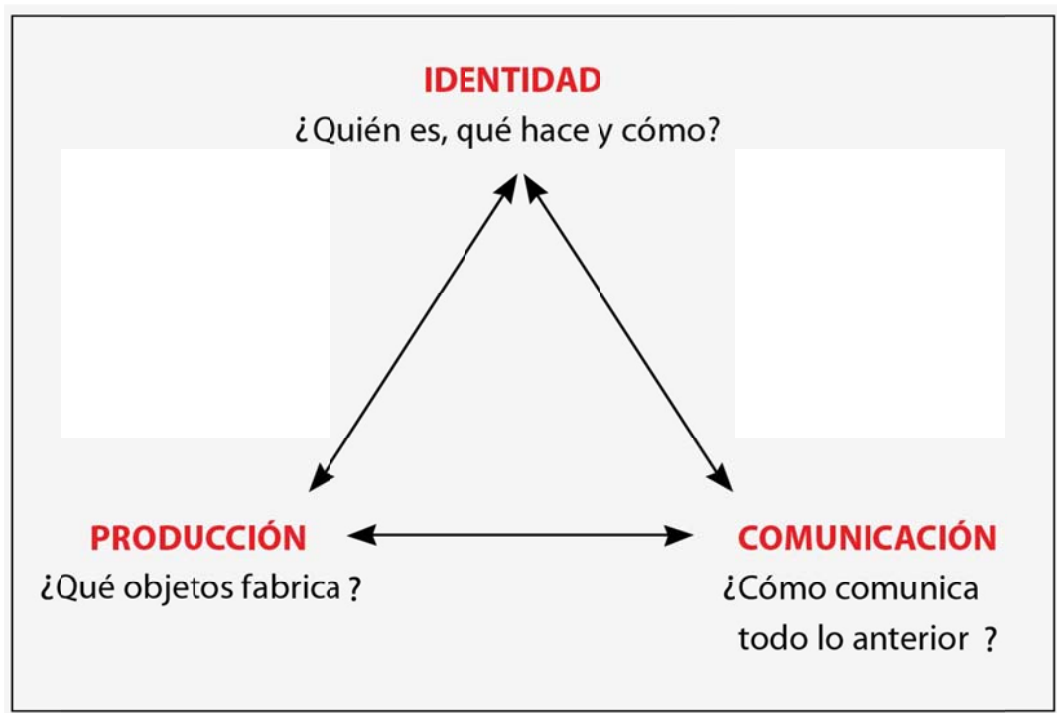 IDENTIDAD
¿Quién es, qué hace y cómo?
PRODUCCIÓN
¿Qué objetos fabrica ?
COMUNICACIÓN
¿Cómo comunica
todo lo anterior ?